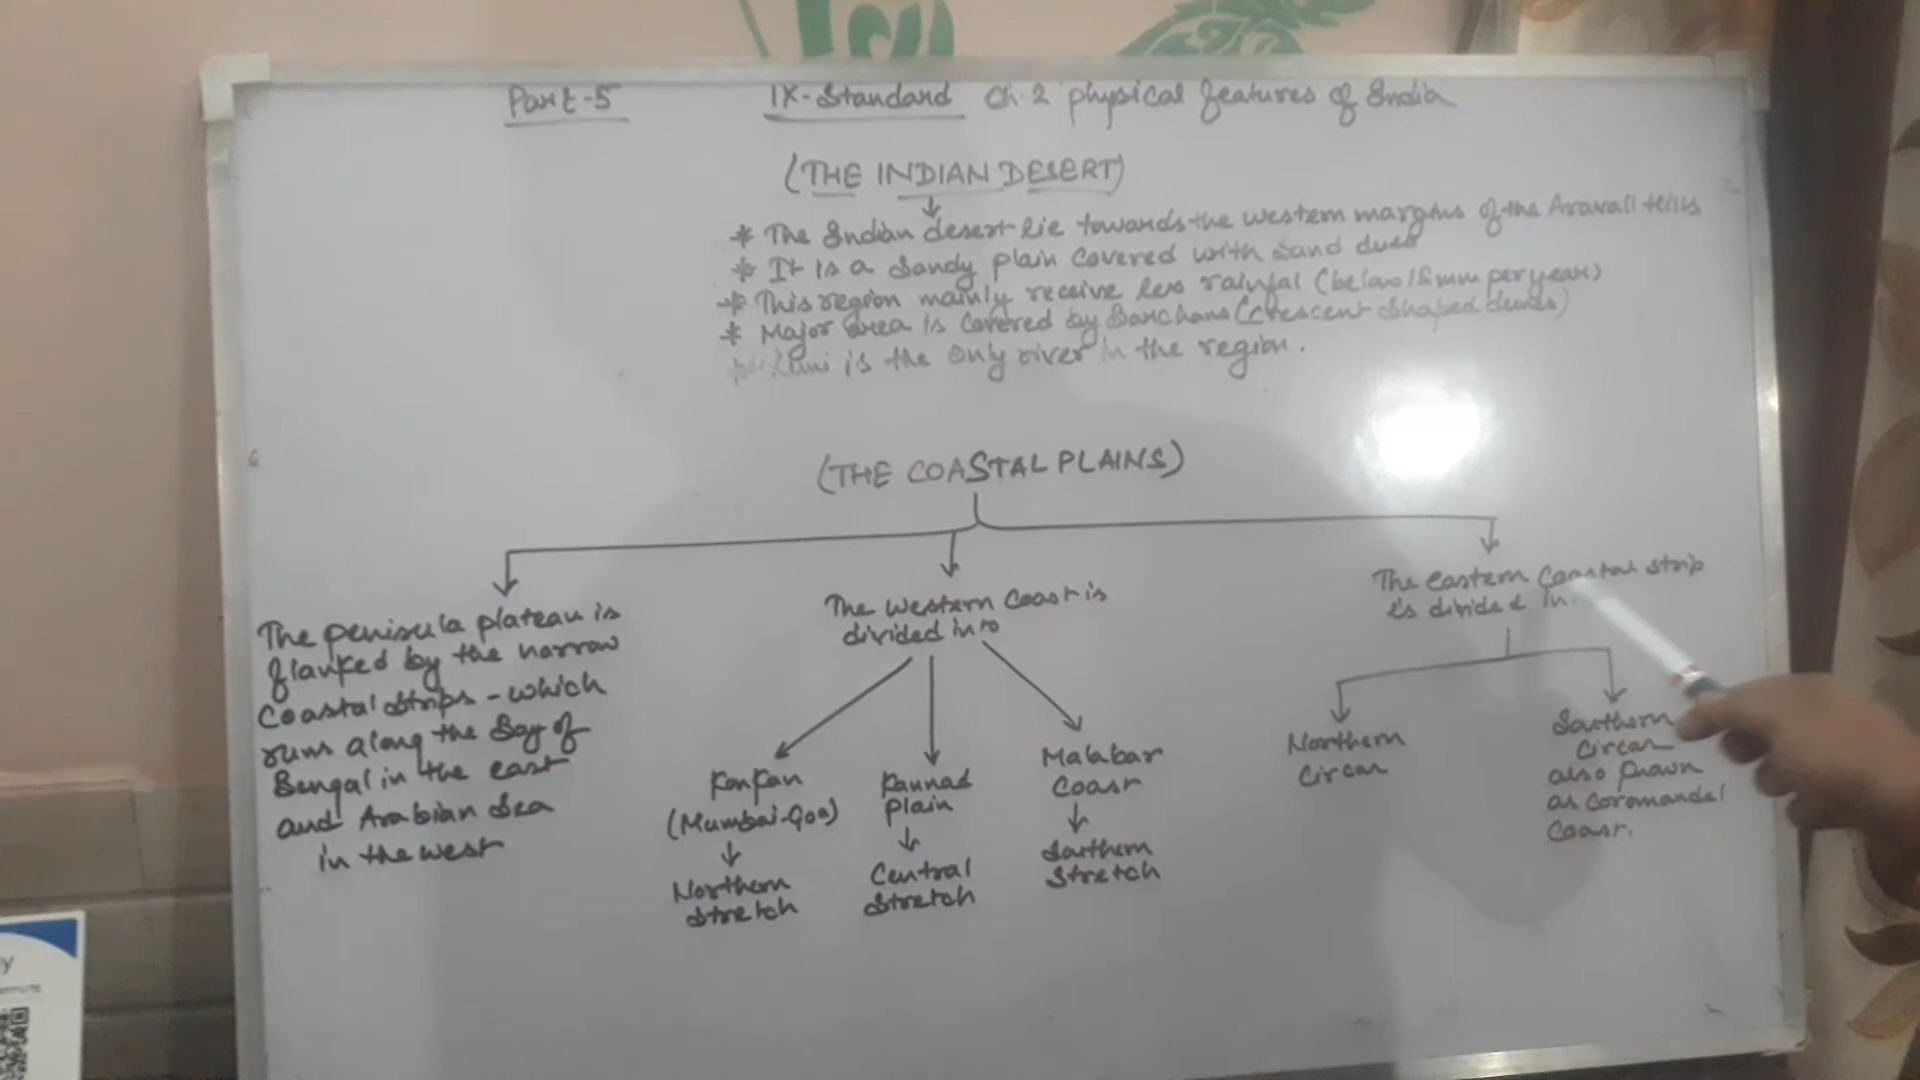 Part-5 IX-Standard Ch.2 physical features of India
(THE INDIAN DESERT)
* The Indian desert lie towards the western margins of the Aravali Hills
* It is a Sandy plain covered with sand dues
* This region mainly receive less rainfal (below 15 mm per year)
* Major area is covered by Barchans (crescent shaped dunes)
* Luni is the only river in the region.
(THE COASTAL PLAINS)
The penisula plateau is
flanked by the narrow
Coastal strips - which
runs along the Bay of
Bengal in the east
and Arabian Sea
in the west
The Western Coast is
divided into
Konkan
(Mumbai-Goa)
Northern
Stretch
Kannad
plain
Central
Stretch
Malabar
Coast
Southern
Stretch
The eastern Coastal strip
is divided in.
Northern
Circar
Southern
Circar
also known
as Coromandel
Coast.